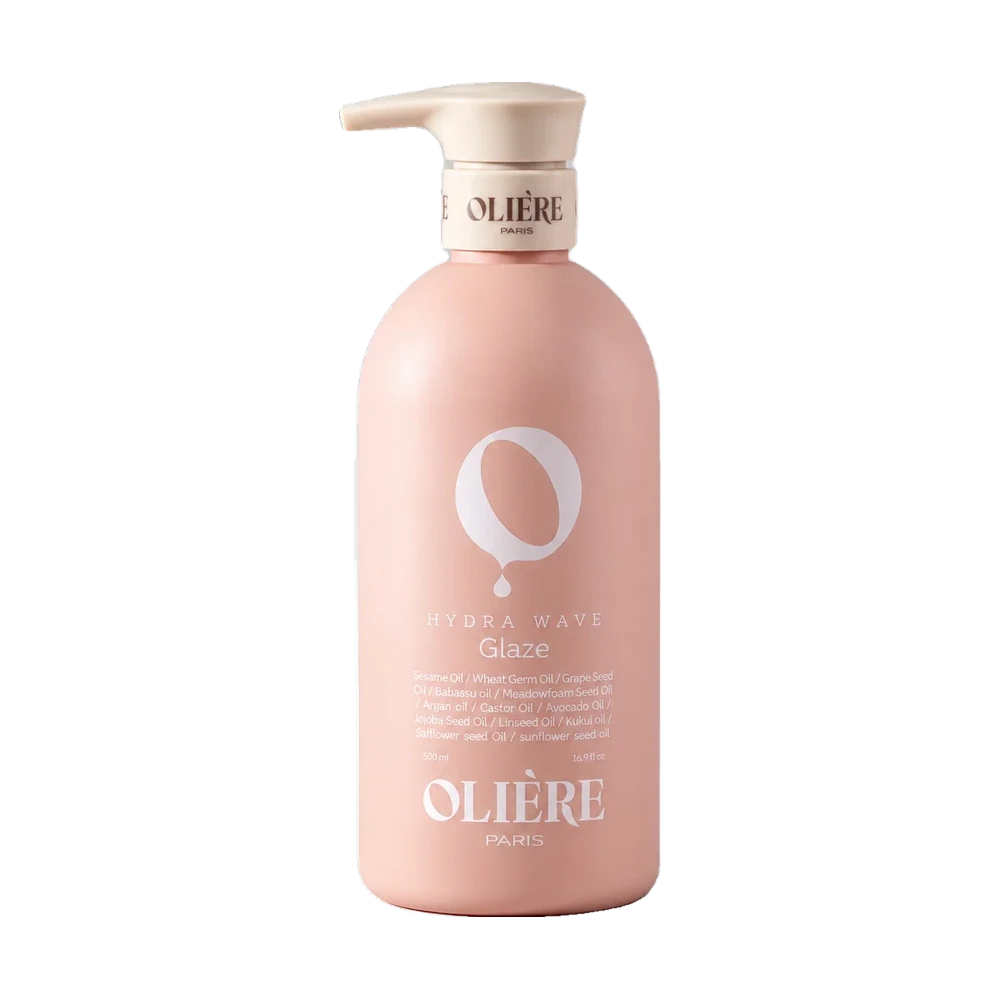 OLIÈRE
PARIS
HYDRA WAVE
Glaze
Sesame Oil / Wheat Germ Oil / Grape Seed
Oil / Babassu oil / Meadowfoam Seed Oil
/ Argan oil / Castor Oil / Avocado Oil /
Jojoba Seed Oil / Linseed Oil / Kukui oil /
Safflower seed Oil / sunflower seed oil
500 ml 16.9 fl oz
OLIÈRE
PARIS